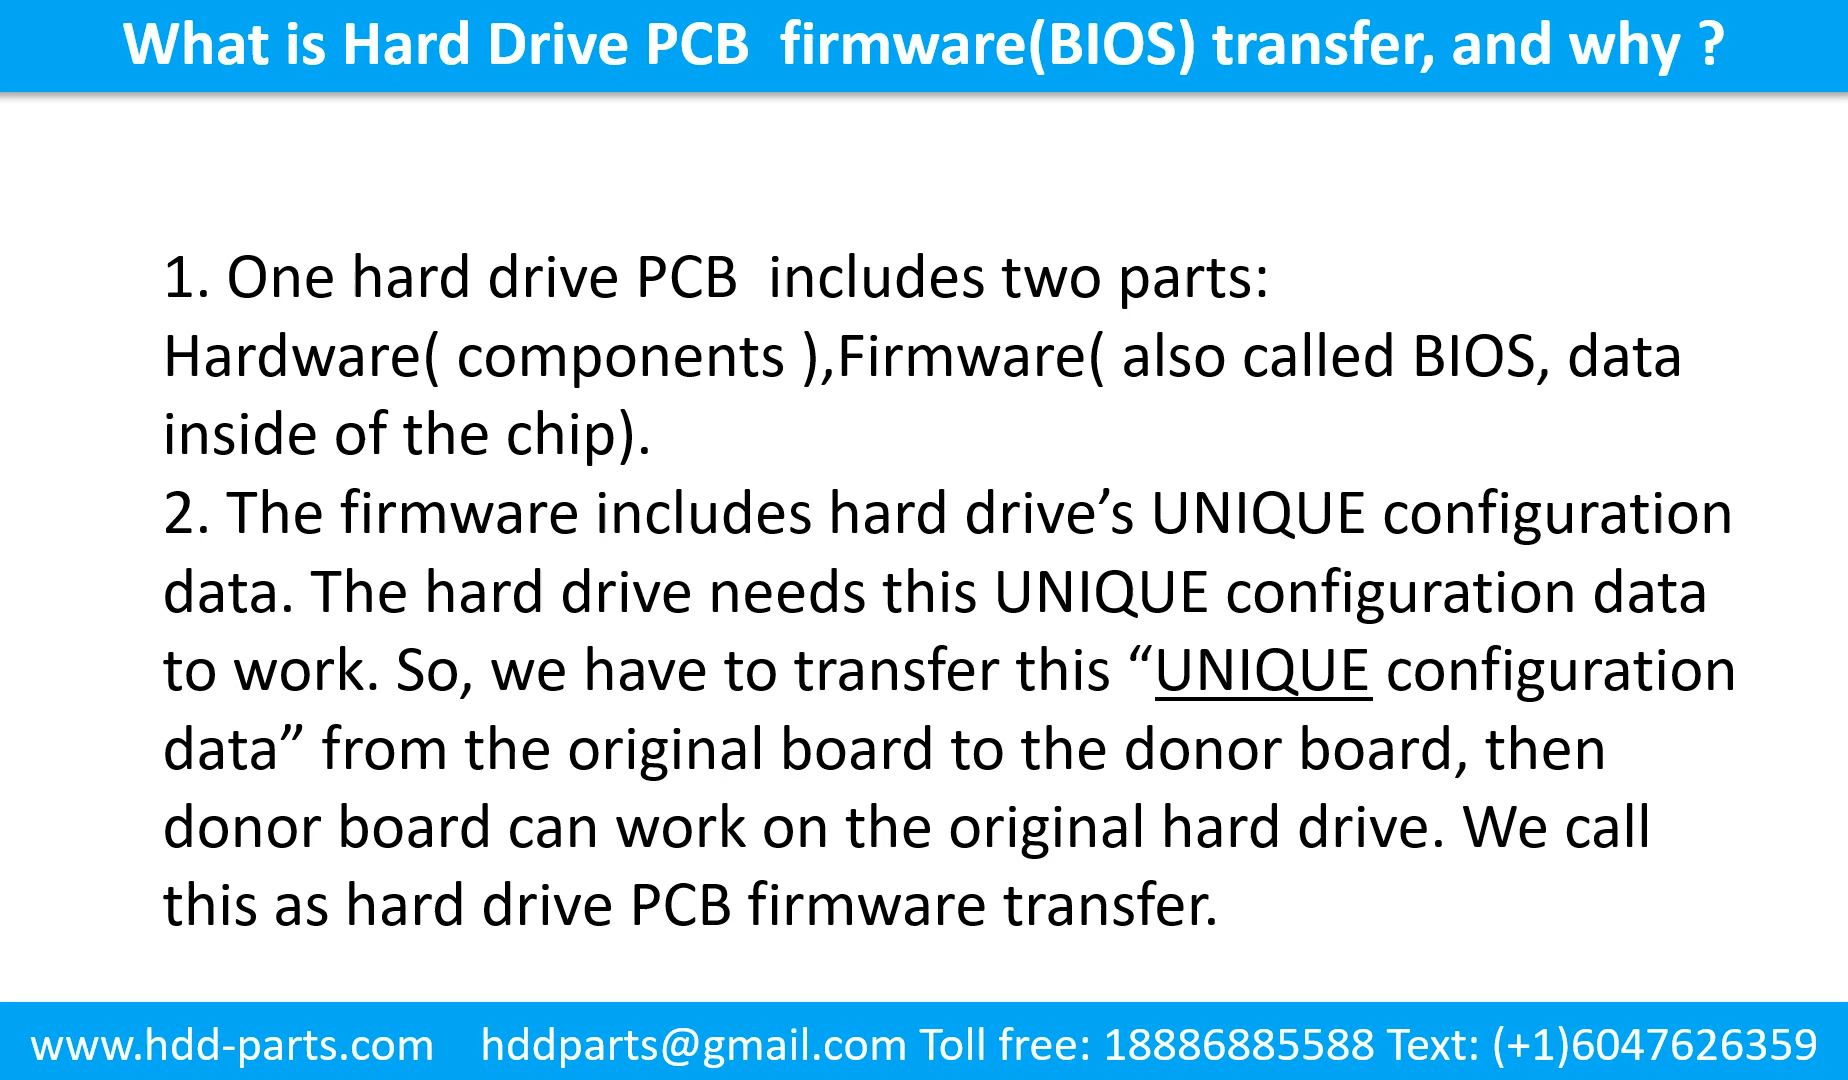 What is Hard Drive PCB  firmware(BIOS) transfer, and why ?
1. One hard drive PCB  includes two parts:
Hardware( components ),Firmware( also called BIOS, data
inside of the chip).
2. The firmware includes hard drive’s UNIQUE configuration
data. The hard drive needs this UNIQUE configuration data
to work. So, we have to transfer this “UNIQUE configuration
data” from the original board to the donor board, then
donor board can work on the original hard drive. We call
this as hard drive PCB firmware transfer.
www.hdd-parts.com    hddparts@gmail.com Toll free: 18886885588 Text: (+1)6047626359